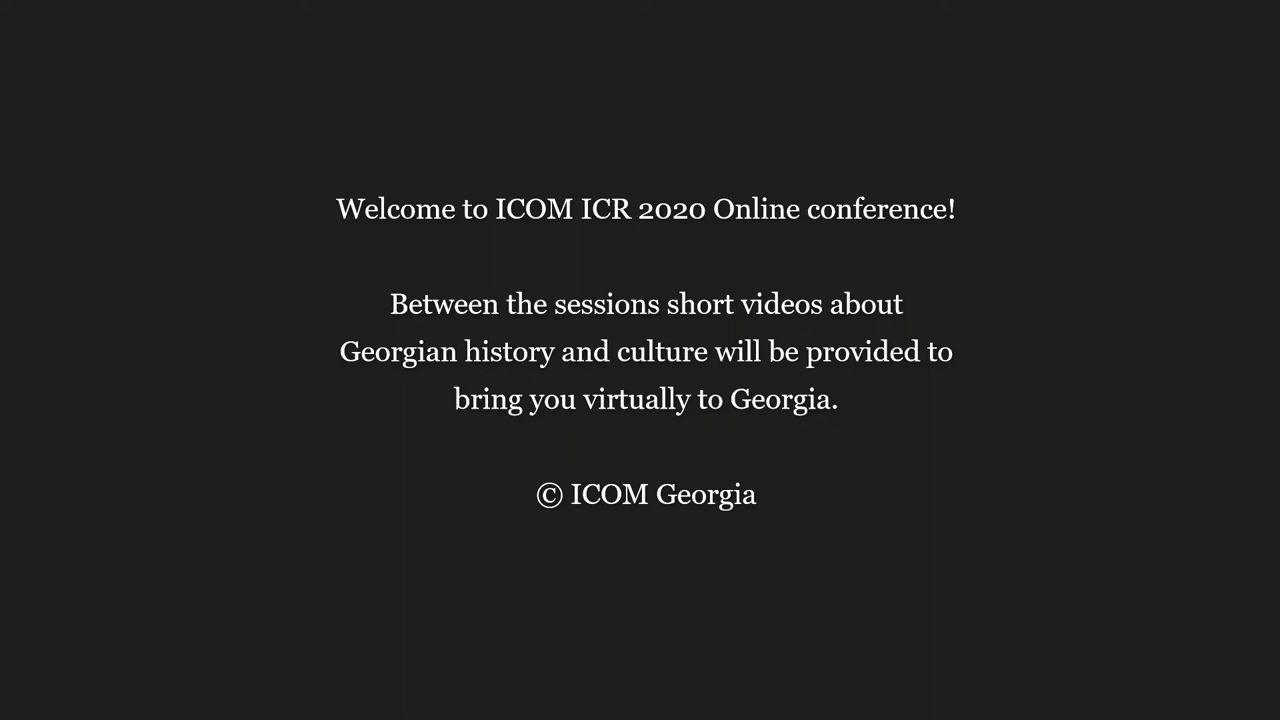 Welcome to ICOM ICR 2020 Online conference!
Between the sessions short videos about
Georgian history and culture will be provided to
bring you virtually to Georgia.
© ICOM Georgia